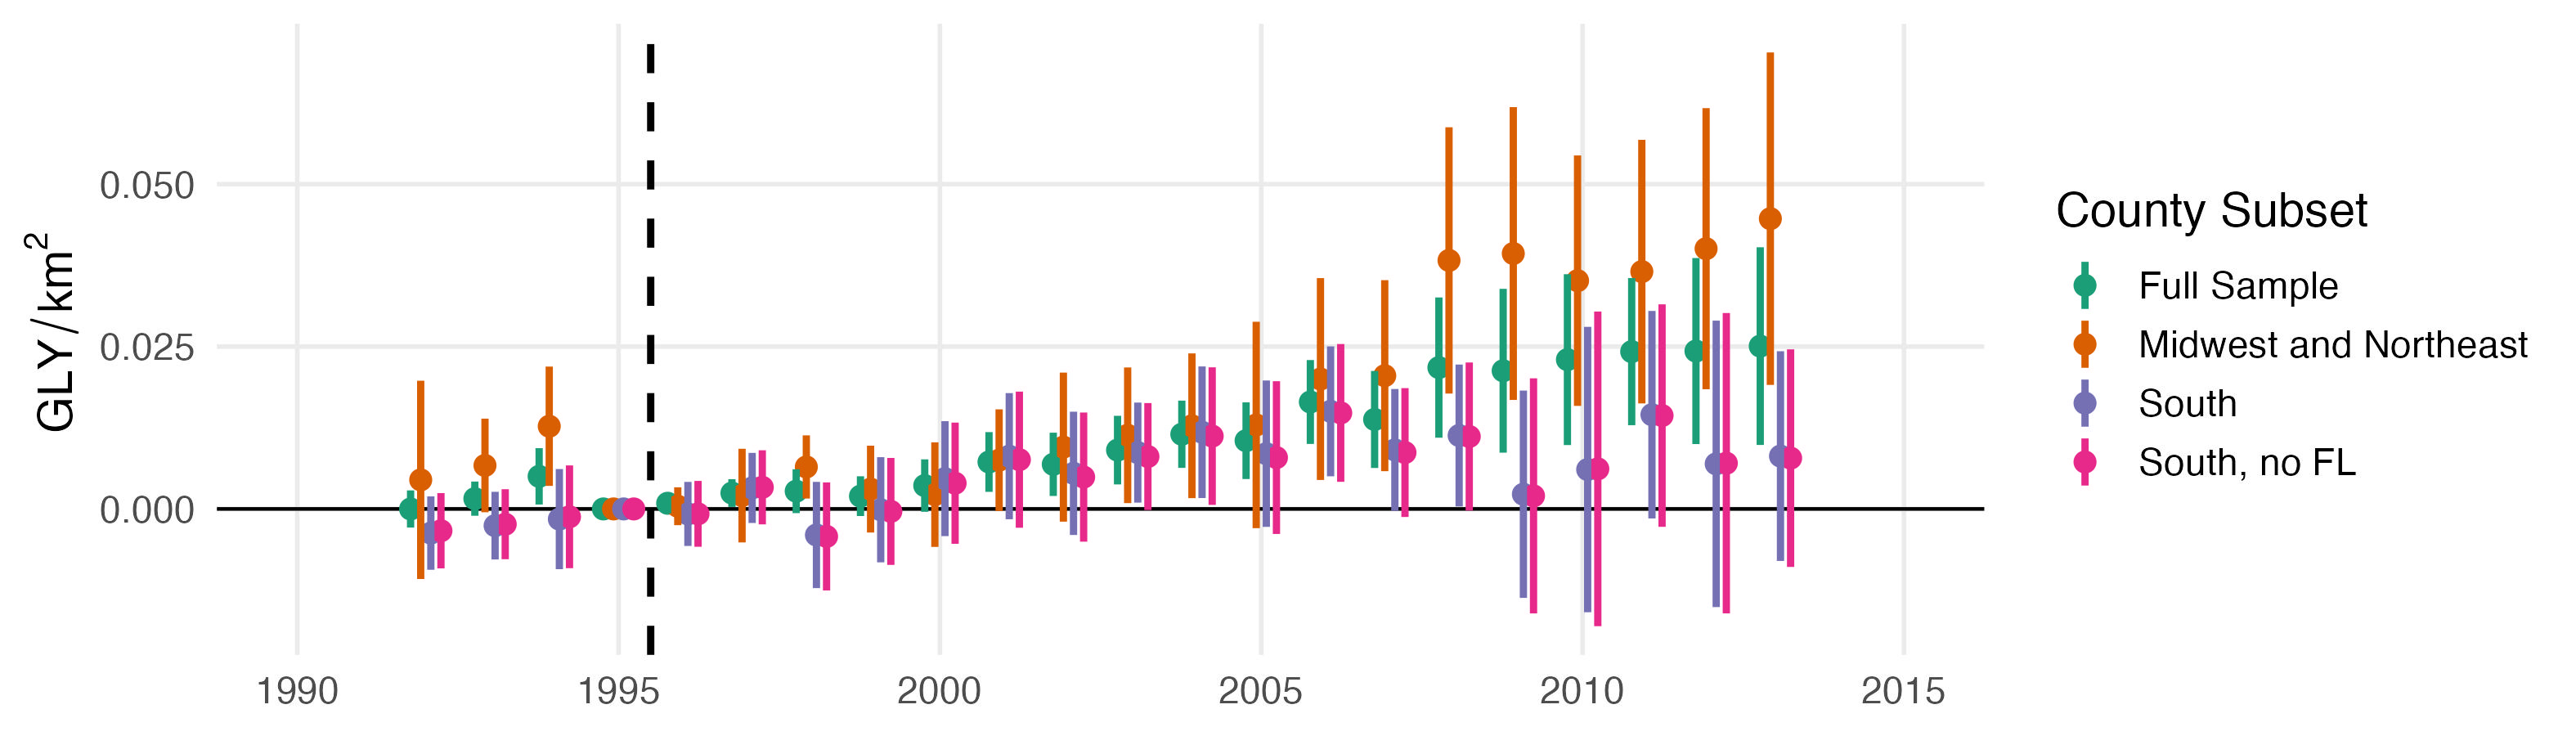 GLY/km²
0.050
0.025
0.000
1990 1995 2000 2005 2010 2015
County Subset
Full Sample
Midwest and Northeast
South
South, no FL